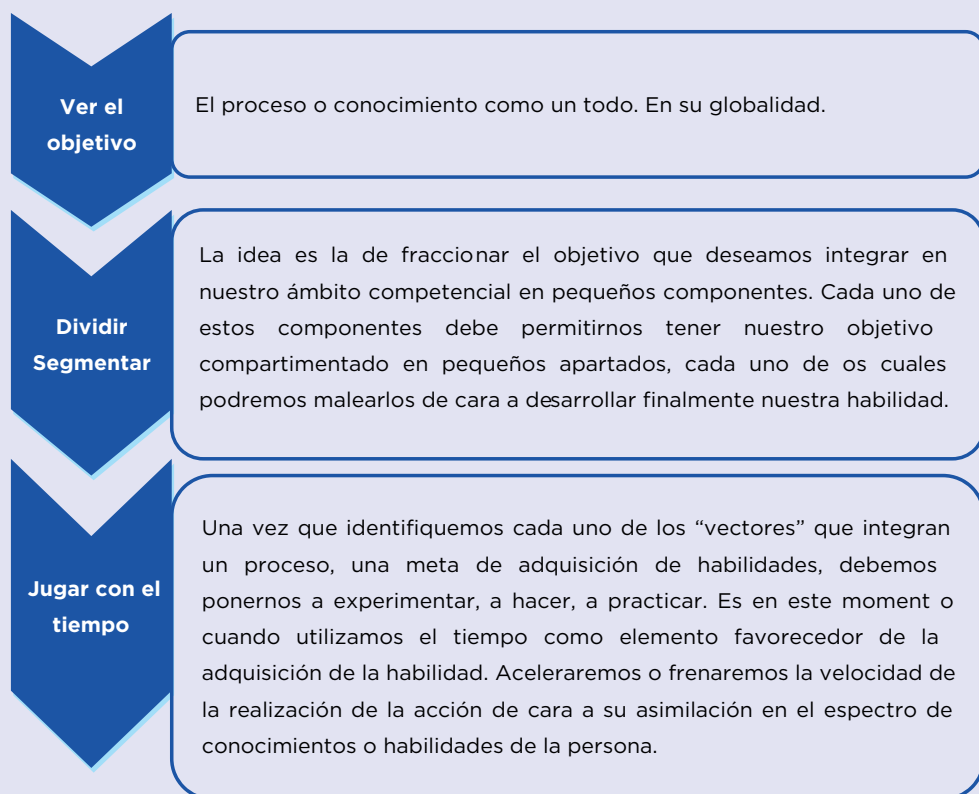 Ver el
objetivo
El proceso o conocimiento como un todo. En su globalidad.
Dividir
Segmentar
La idea es la de fraccionar el objetivo que deseamos integrar en
nuestro ámbito competencial en pequeños componentes. Cada uno de
estos componentes debe permitirnos tener nuestro objetivo
compartimentado en pequeños apartados, cada uno de os cuales
podremos malearlos de cara a desarrollar finalmente nuestra habilidad.
Jugar con el
tiempo
Una vez que identifiquemos cada uno de los “vectores” que integran
un proceso, una meta de adquisición de habilidades, debemos
ponernos a experimentar, a hacer, a practicar. Es en este moment o
cuando utilizamos el tiempo como elemento favorecedor de la
adquisición de la habilidad. Aceleraremos o frenaremos la velocidad de
la realización de la acción de cara a su asimilación en el espectro de
conocimientos o habilidades de la persona.